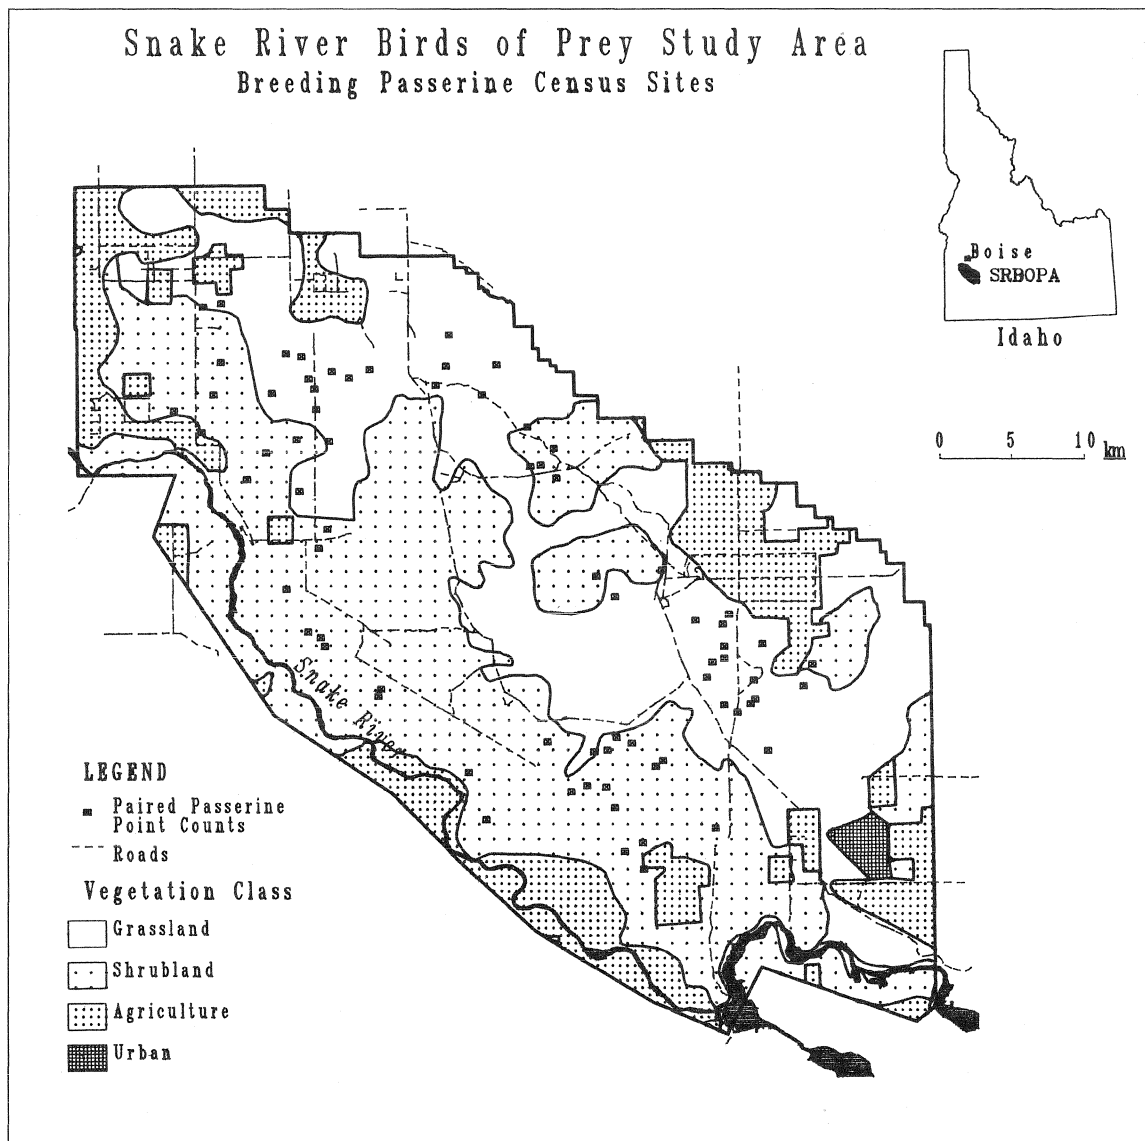 Snake River Birds of Prey Study Area
Breeding Passerine Census Sites
Boise
SRBOPA
Idaho
0 5 10 km
Snake River
LEGEND
Paired Passerine
Point Counts
Roads
Vegetation Class
Grassland
Shrubland
Agriculture
Urban